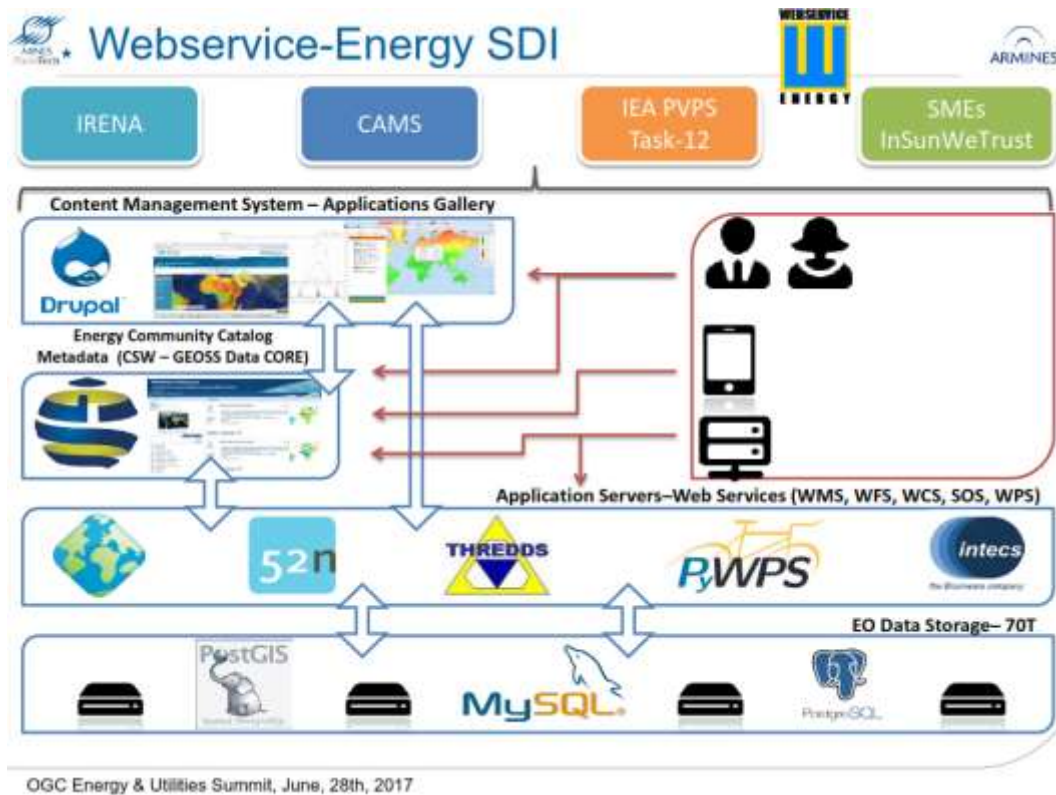 Webservice-Energy SDI
WEBSERVICE
ENERGY
ARMINES
IRENA
CAMS
IEA PVPS
Task-12
SMEs
InSunWeTrust
Content Management System – Applications Gallery
Drupal
Energy Community Catalog
Metadata (CSW – GEOSS Data CORE)
Application Servers–Web Services (WMS, WFS, WCS, SOS, WPS)
52n
THREDDS
PyWPS
intecs
EO Data Storage– 70T
PostGIS
MySQL
PostgreSQL
OGC Energy & Utilities Summit, June, 28th, 2017